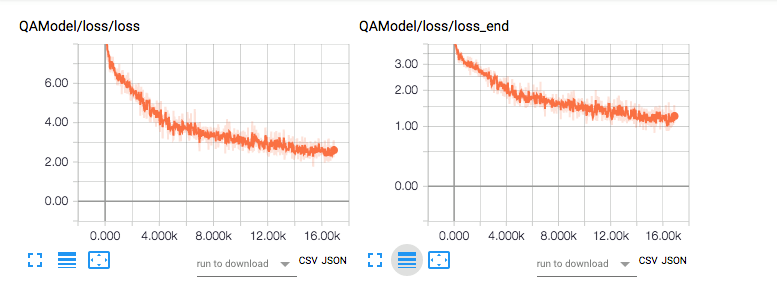 QAModel/loss/loss
6.00
4.00
2.00
0.00
0.000 4.000k 8.000k 12.00k 16.00k
run to download CSV JSON
QAModel/loss/loss_end
3.00
2.00
1.00
0.00
0.000 4.000k 8.000k 12.00k 16.00k
run to download CSV JSON